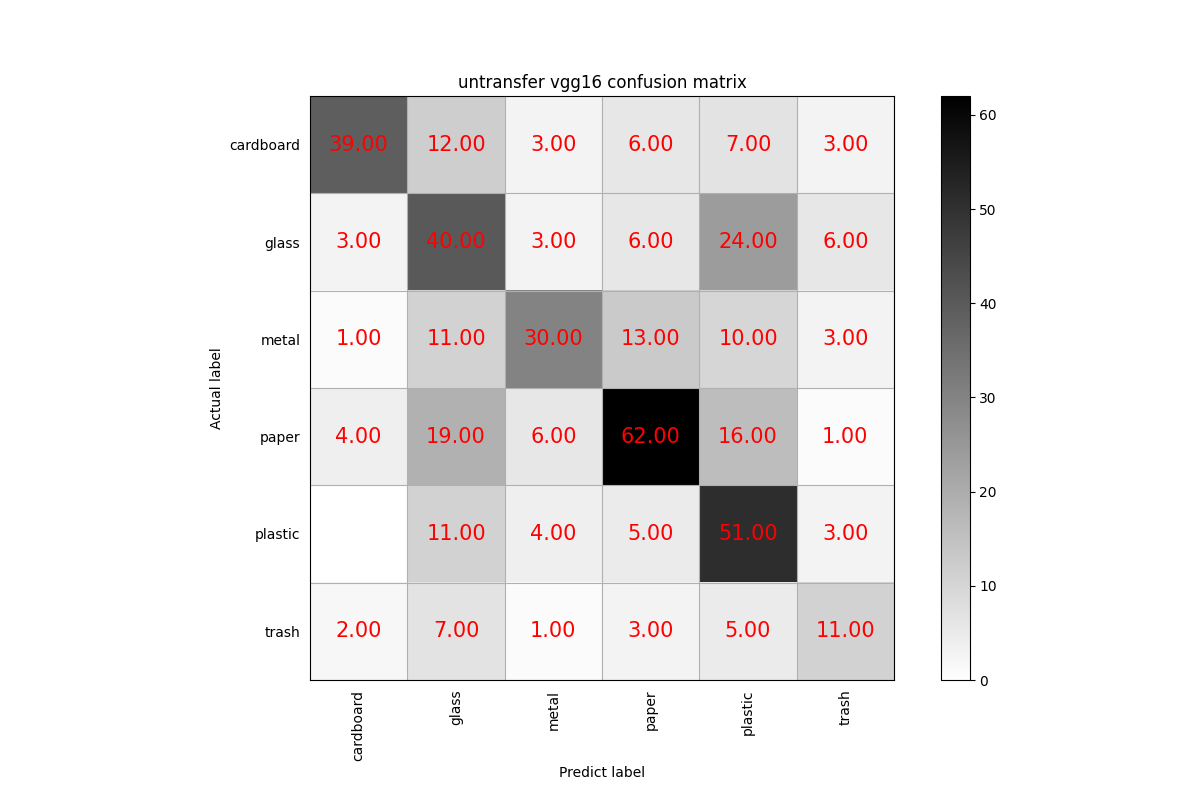 untransfer vgg16 confusion matrix
cardboard 39.00 12.00 3.00 6.00 7.00 3.00
glass 3.00 40.00 3.00 6.00 24.00 6.00
metal 1.00 11.00 30.00 13.00 10.00 3.00
paper 4.00 19.00 6.00 62.00 16.00 1.00
plastic 11.00 4.00 5.00 51.00 3.00
trash 2.00 7.00 1.00 3.00 5.00 11.00
Actual label
cardboard glass metal paper plastic trash
Predict label
60
50
40
30
20
10
0